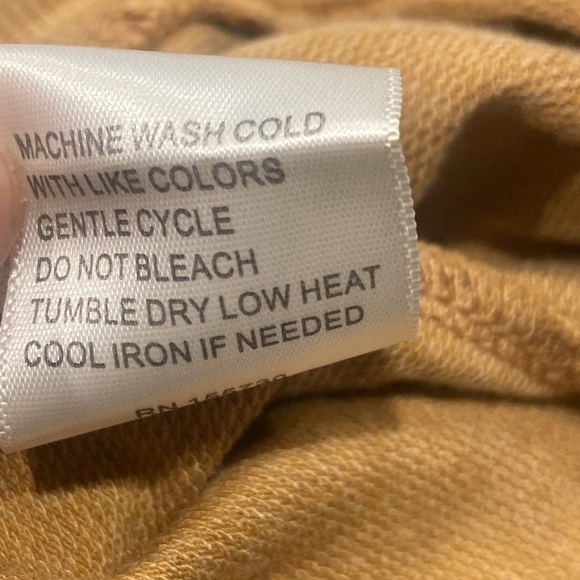 MACHINE WASH COLD
WITH LIKE COLORS
GENTLE CYCLE
DO NOT BLEACH
TUMBLE DRY LOW HEAT
COOL IRON IF NEEDED
RN